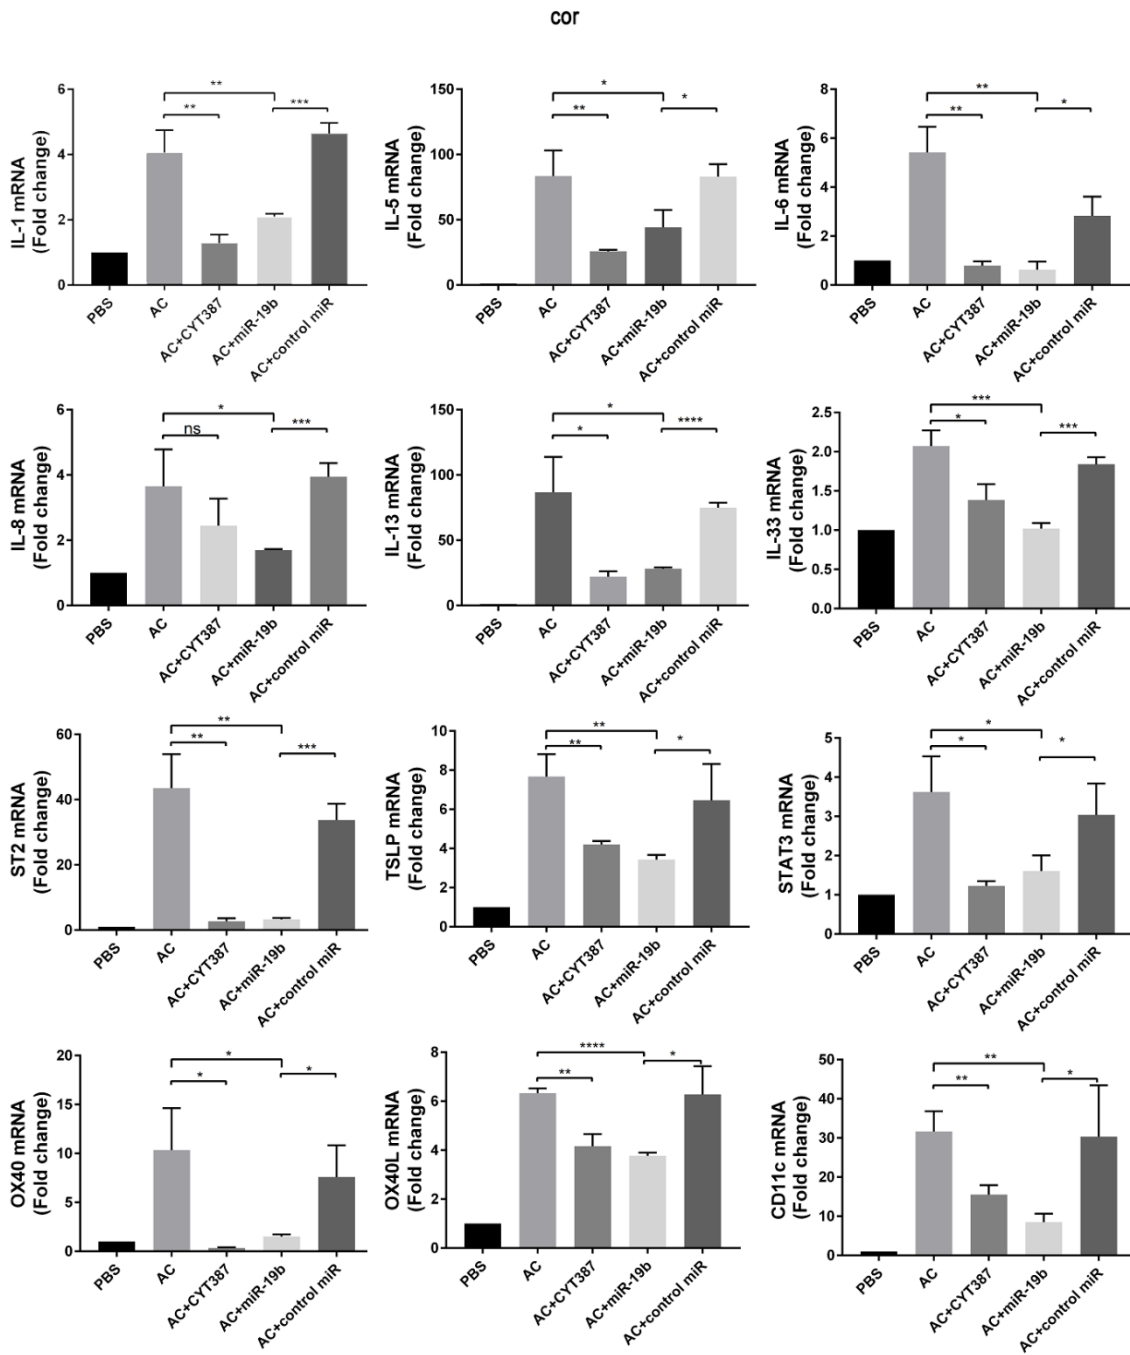 cor
IL-1 mRNA
(Fold change)
6
4
2
0
**
**
***
PBS
AC
AC+CYT387
AC+miR-19b
AC+control miR
IL-5 mRNA
(Fold change)
150
100
50
0
*
**
*
PBS
AC
AC+CYT387
AC+miR-19b
AC+control miR
IL-6 mRNA
(Fold change)
8
6
4
2
0
**
**
*
PBS
AC
AC+CYT387
AC+miR-19b
AC+control miR
IL-8 mRNA
(Fold change)
6
4
2
0
*
ns
***
PBS
AC
AC+CYT387
AC+miR-19b
AC+control miR
IL-13 mRNA
(Fold change)
150
100
50
0
*
*
****
PBS
AC
AC+CYT387
AC+miR-19b
AC+control miR
IL-33 mRNA
(Fold change)
2.5
2.0
1.5
1.0
0.5
0.0
***
*
***
PBS
AC
AC+CYT387
AC+miR-19b
AC+control miR
ST2 mRNA
(Fold change)
60
40
20
0
**
**
***
PBS
AC
AC+CYT387
AC+miR-19b
AC+control miR
TSLP mRNA
(Fold change)
10
8
6
4
2
0
**
**
*
PBS
AC
AC+CYT387
AC+miR-19b
AC+control miR
STAT3 mRNA
(Fold change)
5
4
3
2
1
0
*
*
*
PBS
AC
AC+CYT387
AC+miR-19b
AC+control miR
OX40 mRNA
(Fold change)
20
15
10
5
0
*
*
*
PBS
AC
AC+CYT387
AC+miR-19b
AC+control miR
OX40L mRNA
(Fold change)
8
6
4
2
0
****
**
*
PBS
AC
AC+CYT387
AC+miR-19b
AC+control miR
CD11c mRNA
(Fold change)
50
40
30
20
10
0
**
**
*
PBS
AC
AC+CYT387
AC+miR-19b
AC+control miR